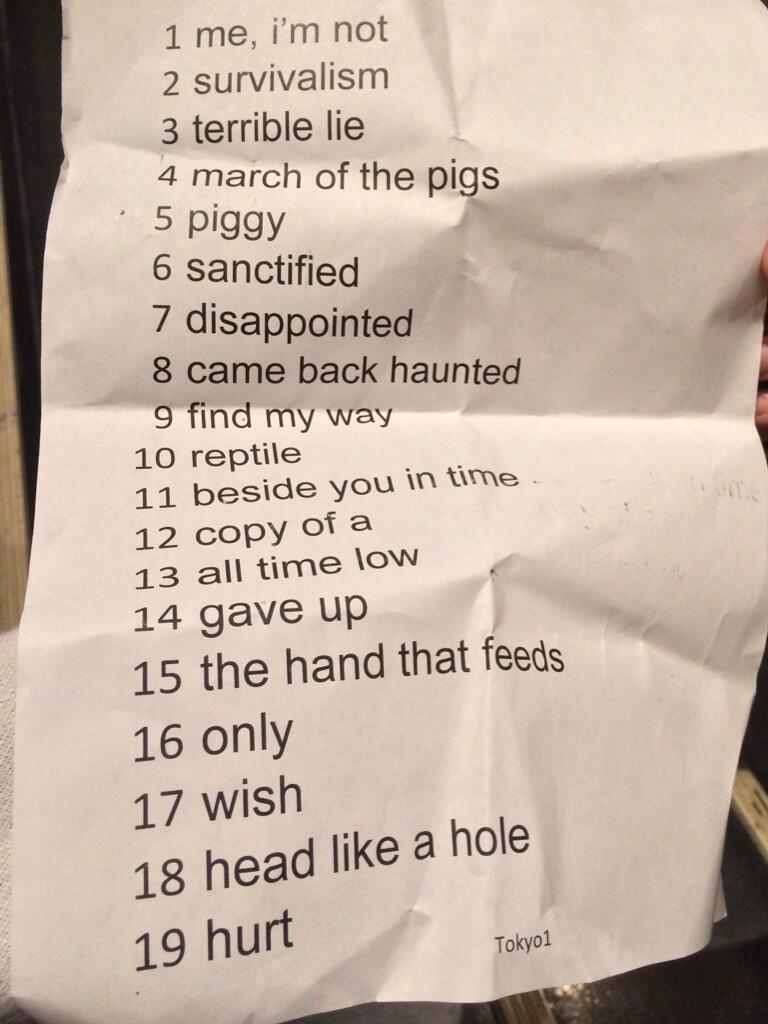 1 me, i'm not
2 survivalism
3 terrible lie
4 march of the pigs
5 piggy
6 sanctified
7 disappointed
8 came back haunted
9 find my way
10 reptile
11 beside you in time
12 copy of a
13 all time low
14 gave up
15 the hand that feeds
16 only
17 wish
18 head like a hole
19 hurt
Tokyo1